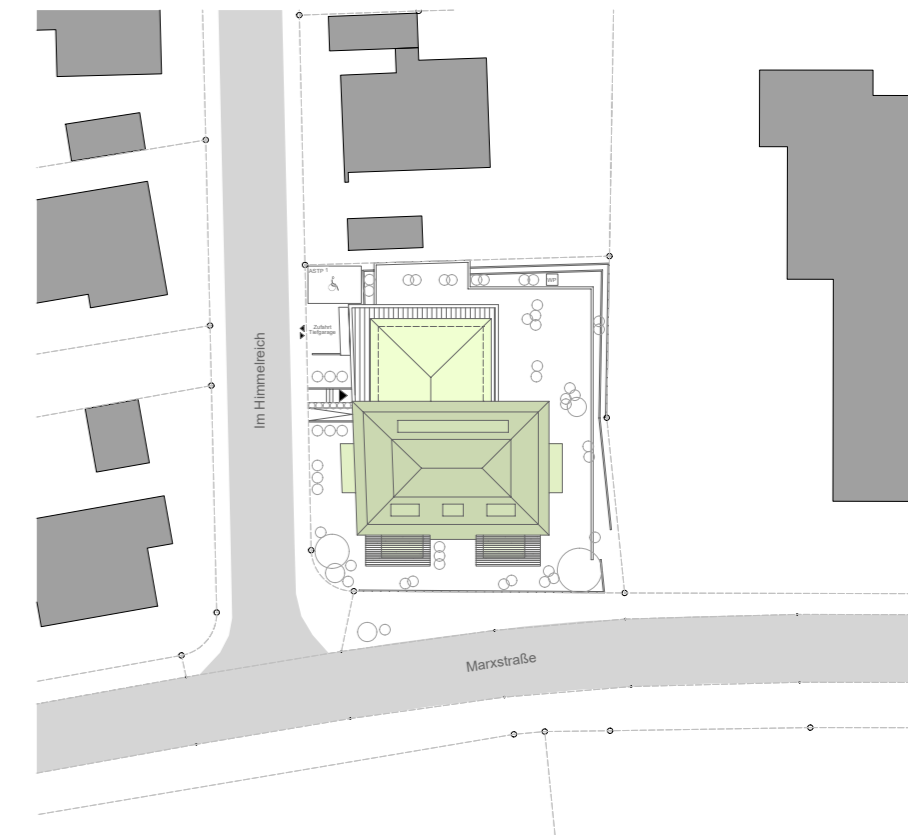 ASTP 1
WP
Zufahrt
Tiefgarage
Im Himmelreich
Marxstraße